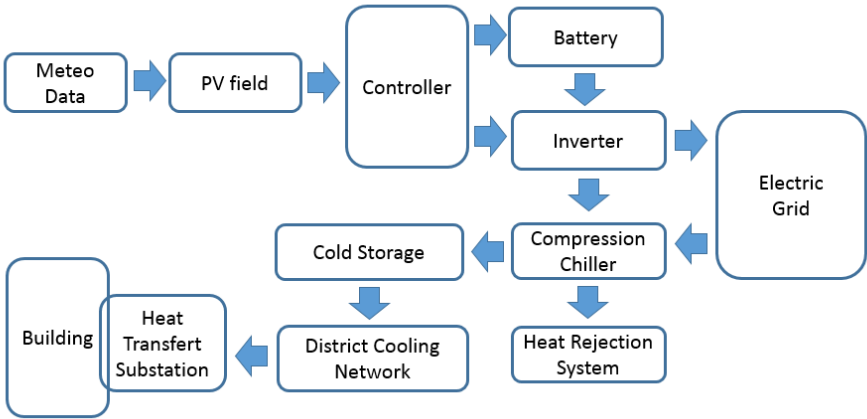 Meteo
Data
PV field
Controller
Battery
Inverter
Electric
Grid
Compression
Chiller
Cold Storage
Building
Heat
Transfert
Substation
District Cooling
Network
Heat Rejection
System